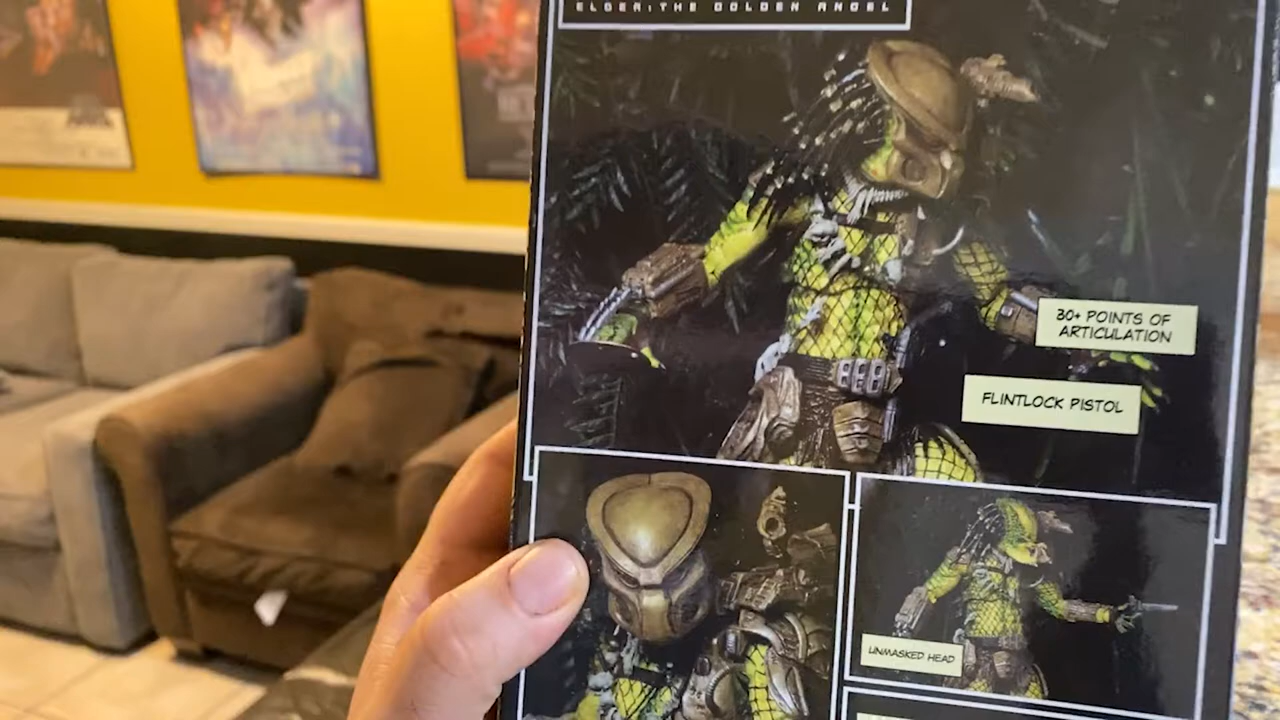 ELDER: THE GOLDEN ANGEL
30+ POINTS OF
ARTICULATION
FLINTLOCK PISTOL
UNMASKED HEAD